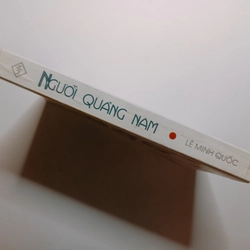 NGƯỜI QUẢNG NAM • LÊ MINH QUỐC